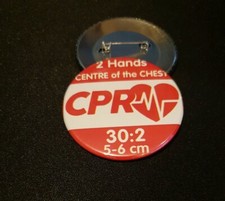 2 Hands
CENTRE of the CHEST
CPR
30:2
5-6 cm